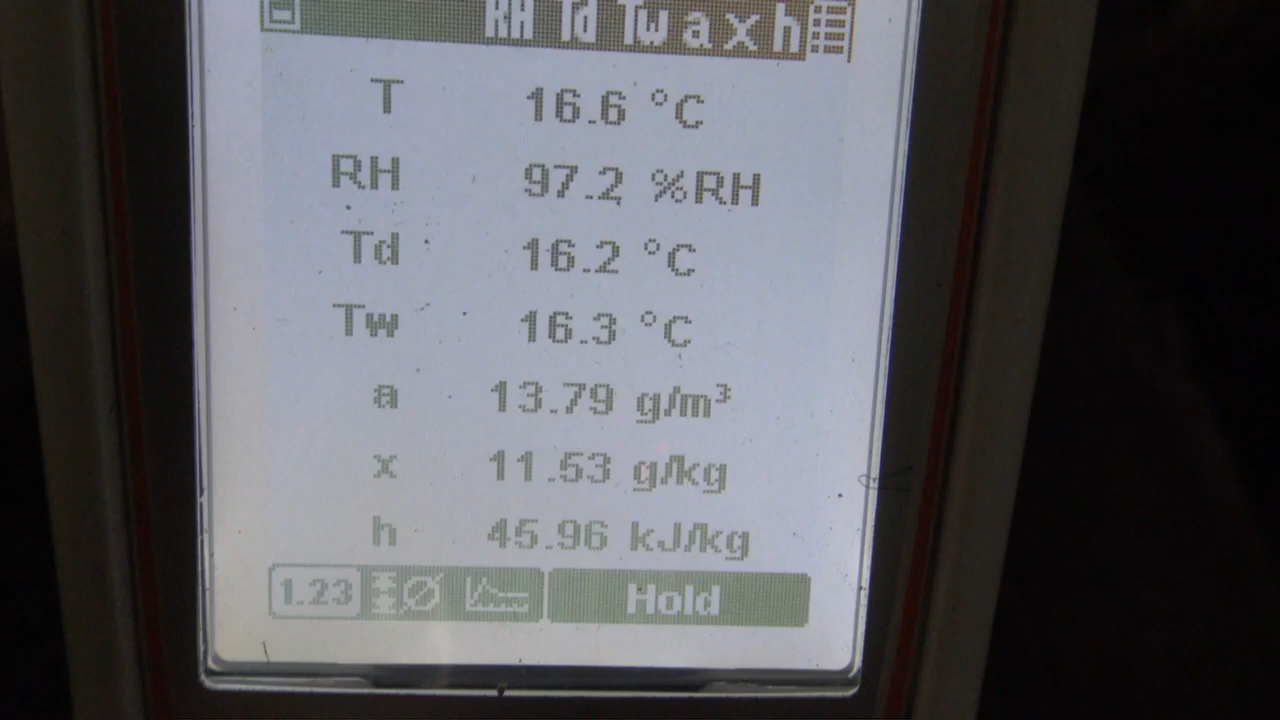 RH Td Tw a x h
T 16.6 °C
RH 97.2 %RH
Td 16.2 °C
Tw 16.3 °C
a 13.79 g/m³
x 11.53 g/kg
h 45.96 kJ/kg
1.23 Hold